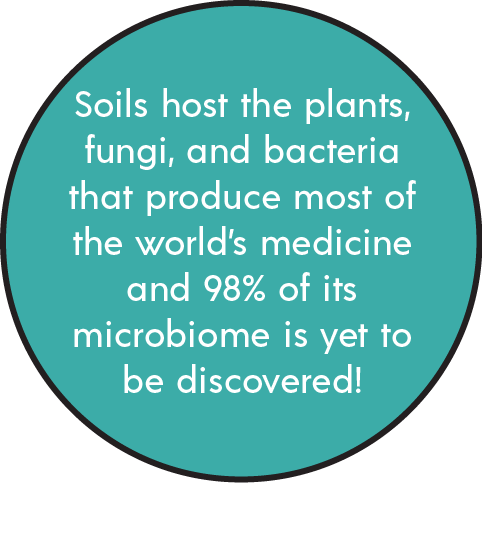 Soils host the plants,
fungi, and bacteria
that produce most of
the world's medicine
and 98% of its
microbiome is yet to
be discovered!